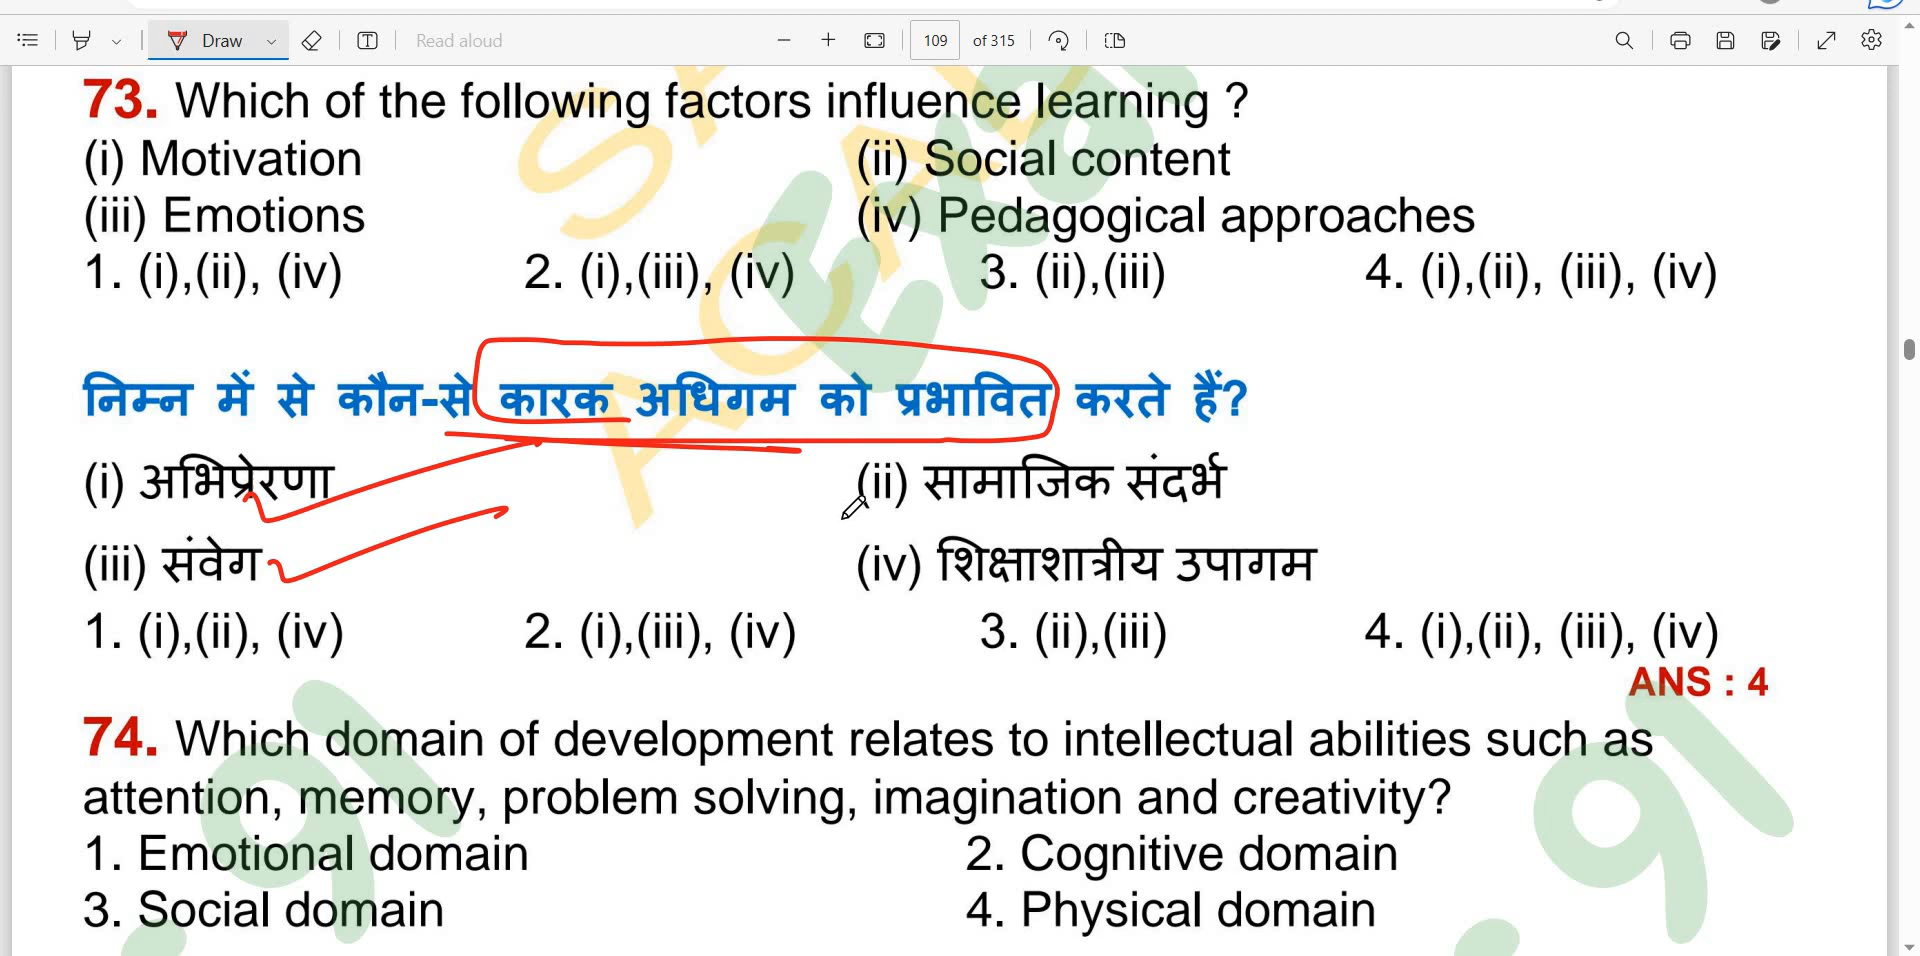 Draw
Read aloud
109 of 315
73. Which of the following factors influence learning ?
(i) Motivation (ii) Social content
(iii) Emotions (iv) Pedagogical approaches
1. (i),(ii), (iv) 2. (i),(iii), (iv) 3. (ii),(iii) 4. (i),(ii), (iii), (iv)
निम्न में से कौन-से कारक अधिगम को प्रभावित करते हैं?
(i) अभिप्रेरणा (ii) सामाजिक संदर्भ
(iii) संवेग (iv) शिक्षाशात्रीय उपागम
1. (i),(ii), (iv) 2. (i),(iii), (iv) 3. (ii),(iii) 4. (i),(ii), (iii), (iv)
ANS : 4
74. Which domain of development relates to intellectual abilities such as
attention, memory, problem solving, imagination and creativity?
1. Emotional domain 2. Cognitive domain
3. Social domain 4. Physical domain